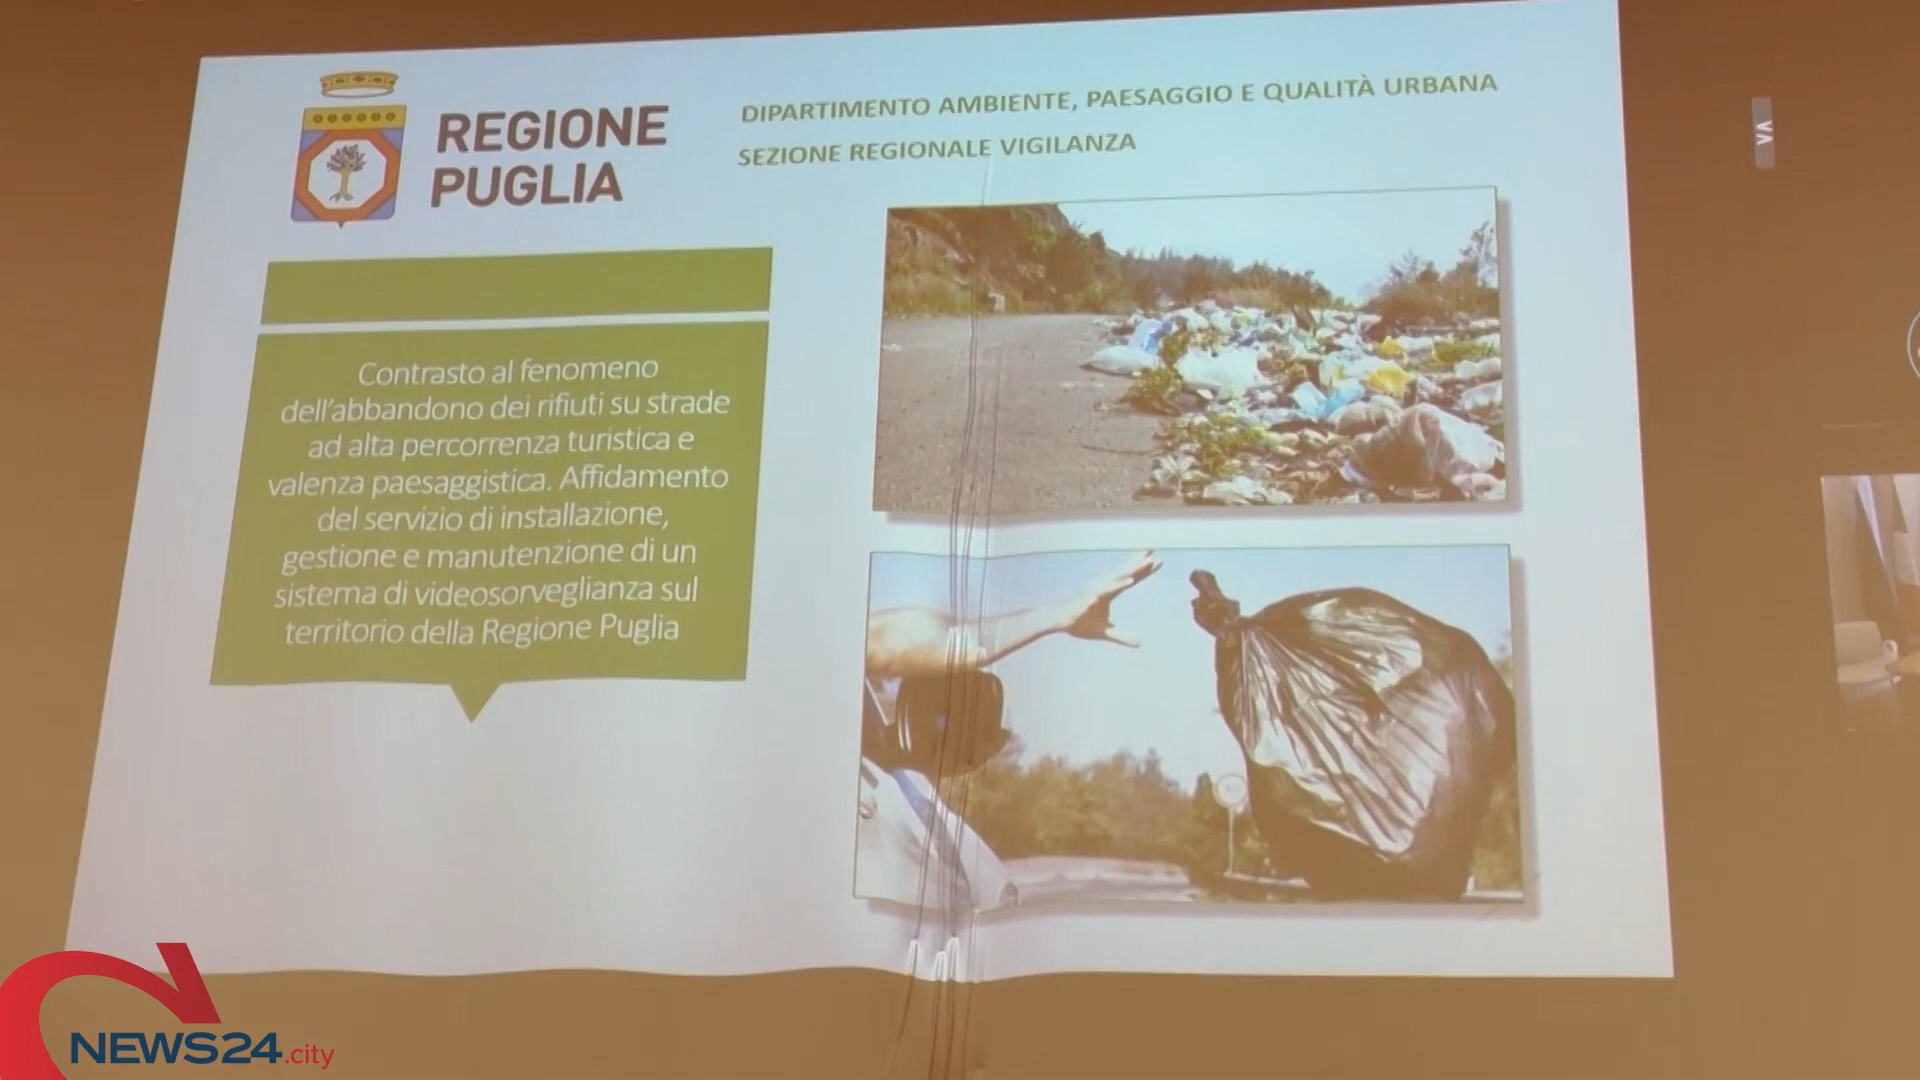 REGIONE
PUGLIA
DIPARTIMENTO AMBIENTE, PAESAGGIO E QUALITÀ URBANA
SEZIONE REGIONALE VIGILANZA
Contrasto al fenomeno
dell'abbandono dei rifiuti su strade
ad alta percorrenza turistica e
valenza paesaggistica. Affidamento
del servizio di installazione,
gestione e manutenzione di un
sistema di videosorveglianza sul
territorio della Regione Puglia
NEWS24.city